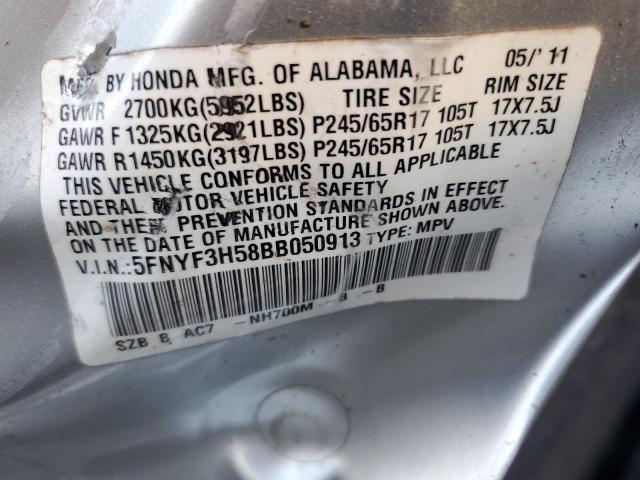 MFD BY HONDA MFG. OF ALABAMA, LLC 05/'11
GVWR 2700KG(5952LBS) TIRE SIZE RIM SIZE
GAWR F1325KG(2921LBS) P245/65R17 105T 17X7.5J
GAWR R1450KG(3197LBS) P245/65R17 105T 17X7.5J
THIS VEHICLE CONFORMS TO ALL APPLICABLE
FEDERAL MOTOR VEHICLE SAFETY
AND THEFT PREVENTION STANDARDS IN EFFECT
ON THE DATE OF MANUFACTURE SHOWN ABOVE.
V.I.N.:5FNYF3H58BB050913 TYPE: MPV
SZB B AC7 -NH700M -B -B